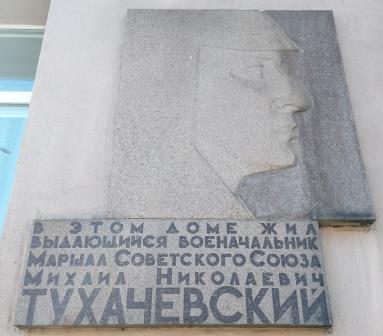 В ЭТОМ ДОМЕ ЖИЛ
ВЫДАЮЩИЙСЯ ВОЕНАЧАЛЬНИК
МАРШАЛ СОВЕТСКОГО СОЮЗА
МИХАИЛ НИКОЛАЕВИЧ
ТУХАЧЕВСКИЙ